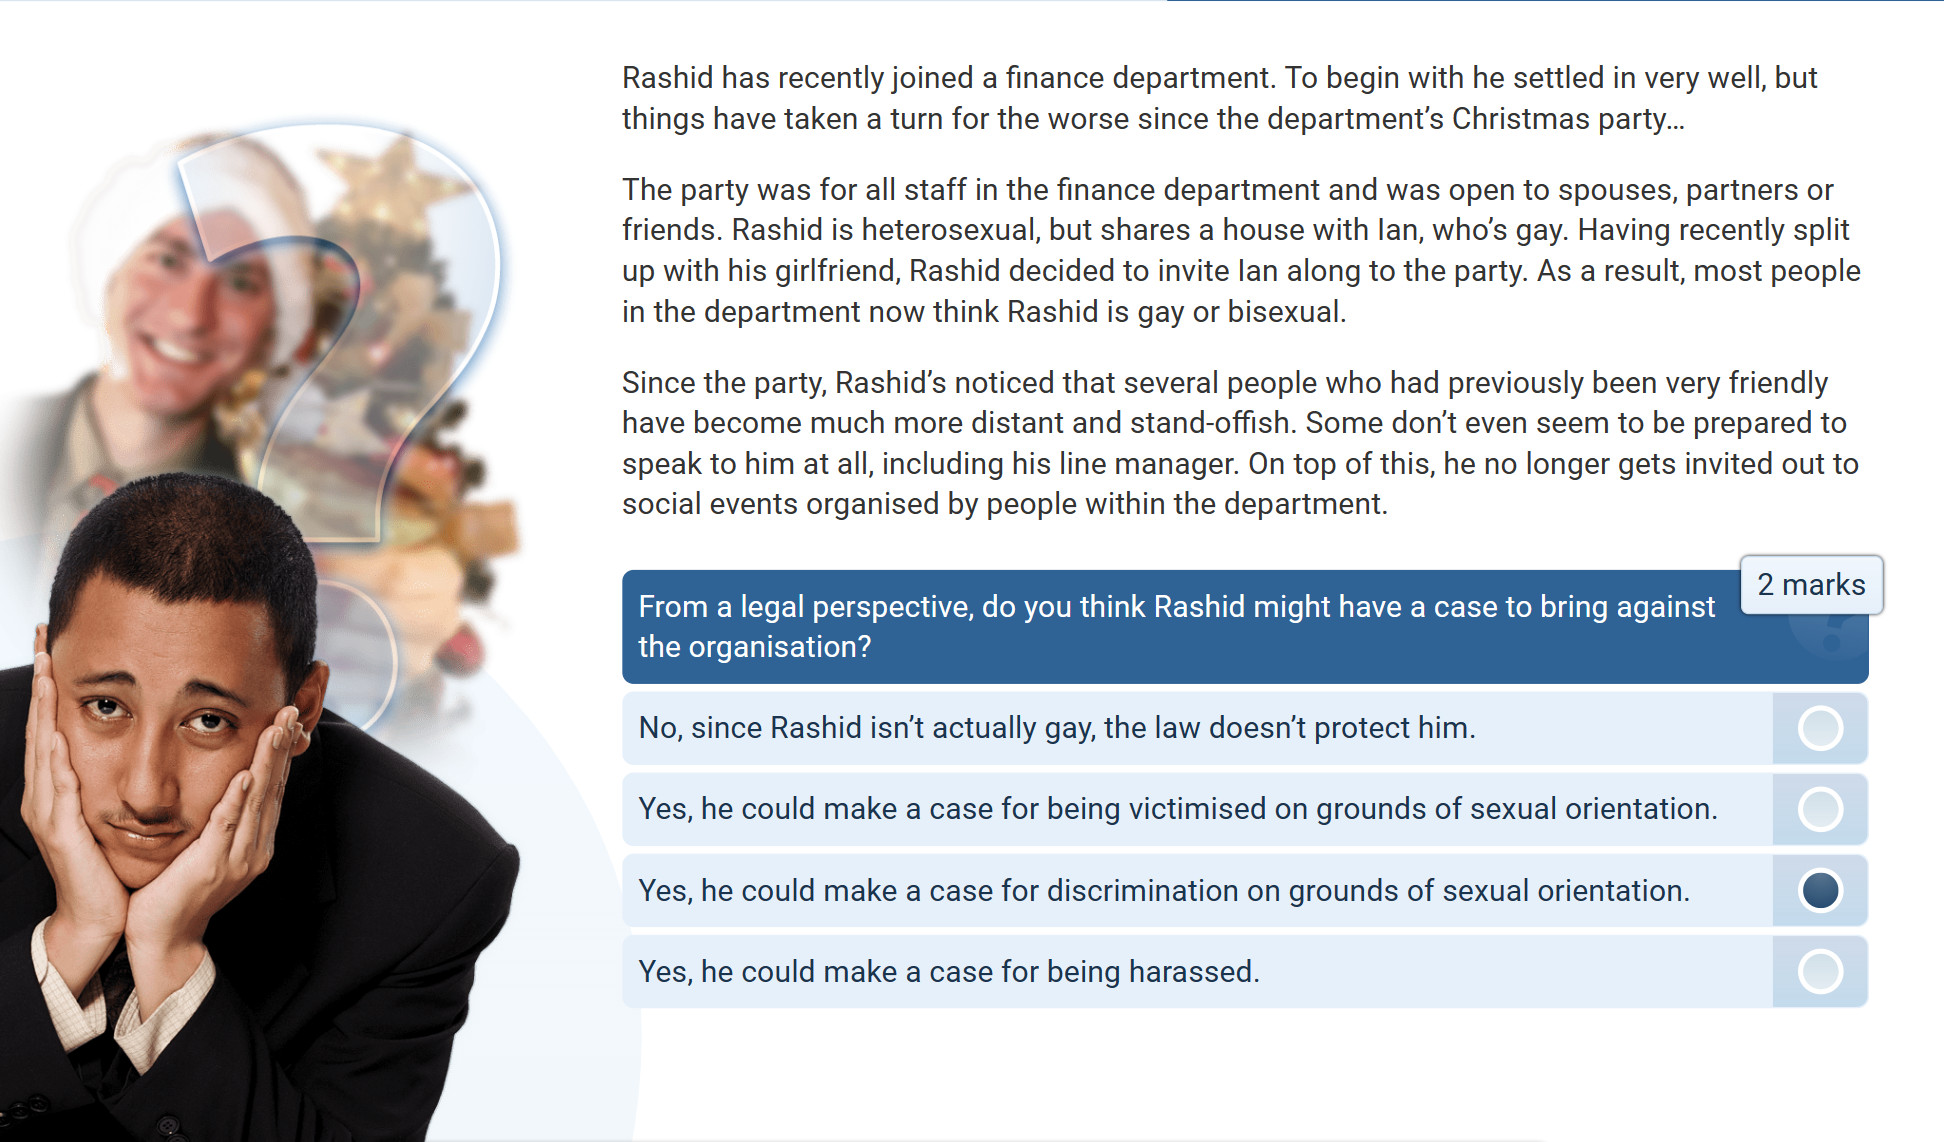 Rashid has recently joined a finance department. To begin with he settled in very well, but
things have taken a turn for the worse since the department’s Christmas party…
The party was for all staff in the finance department and was open to spouses, partners or
friends. Rashid is heterosexual, but shares a house with Ian, who’s gay. Having recently split
up with his girlfriend, Rashid decided to invite Ian along to the party. As a result, most people
in the department now think Rashid is gay or bisexual.
Since the party, Rashid’s noticed that several people who had previously been very friendly
have become much more distant and stand-offish. Some don’t even seem to be prepared to
speak to him at all, including his line manager. On top of this, he no longer gets invited out to
social events organised by people within the department.
2 marks
From a legal perspective, do you think Rashid might have a case to bring against
the organisation?
No, since Rashid isn’t actually gay, the law doesn’t protect him.
Yes, he could make a case for being victimised on grounds of sexual orientation.
Yes, he could make a case for discrimination on grounds of sexual orientation.
Yes, he could make a case for being harassed.